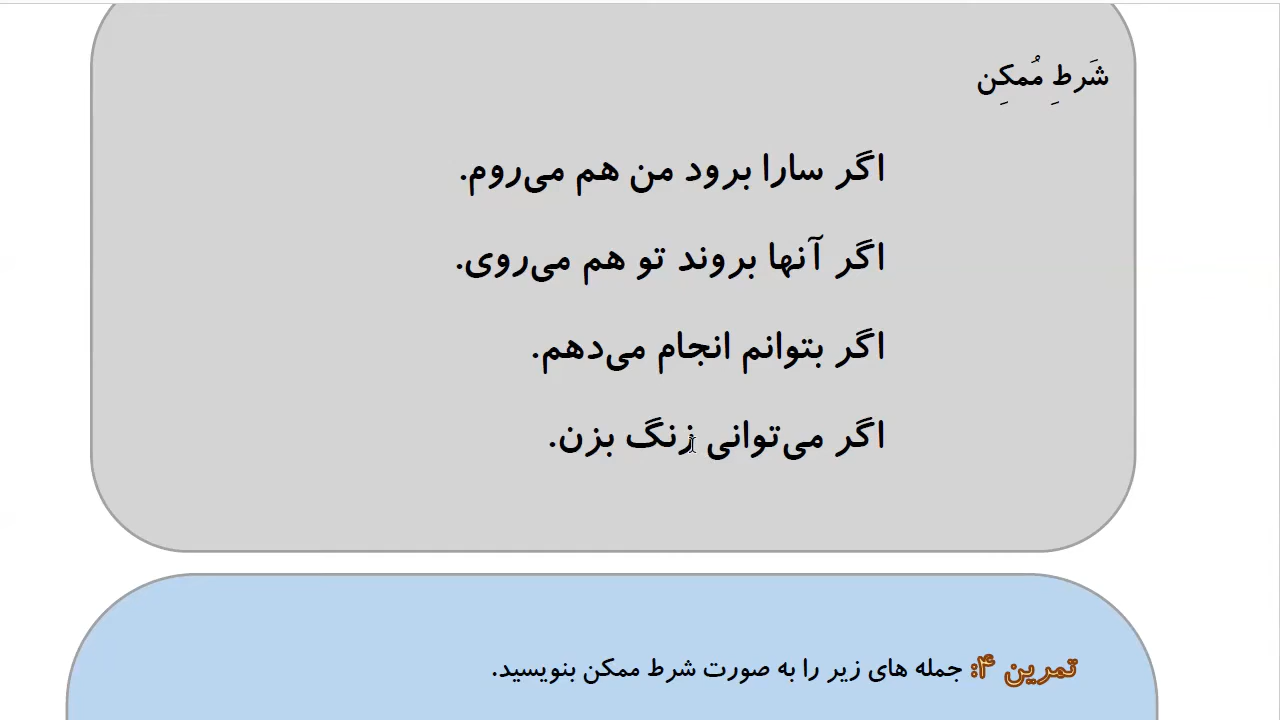 شَرطِ مُمکِن
اگر سارا برود من هم می‌روم.
اگر آنها بروند تو هم می‌روی.
اگر بتوانم انجام می‌دهم.
اگر می‌توانی زنگ بزن.
تمرین ۴: جمله های زیر را به صورت شرط ممکن بنویسید.